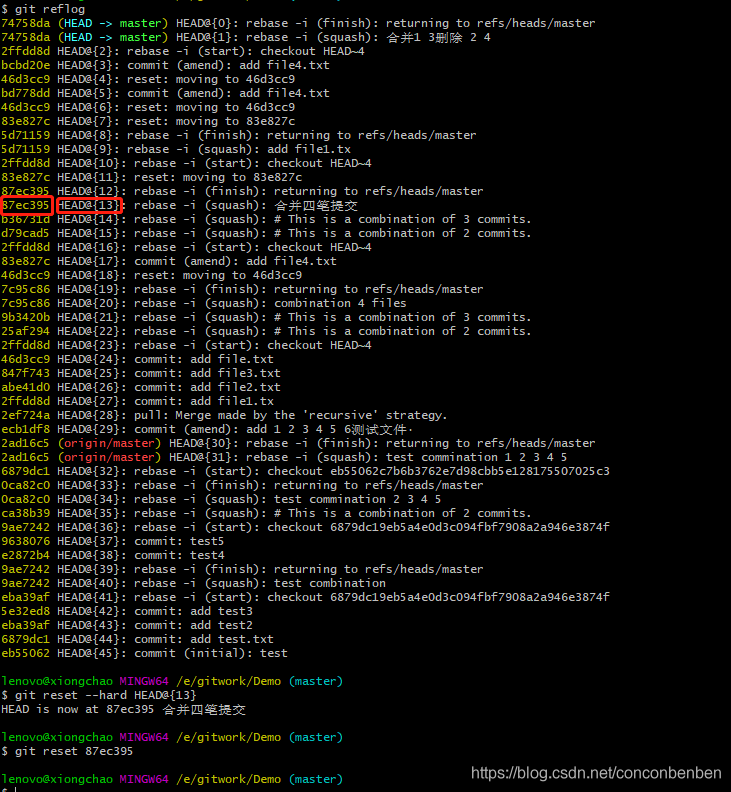 $ git reflog
74758da (HEAD -> master) HEAD@{0}: rebase -i (finish): returning to refs/heads/master
74758da (HEAD -> master) HEAD@{1}: rebase -i (squash): 合并1 3删除 2 4
2ffdd8d HEAD@{2}: rebase -i (start): checkout HEAD~4
bcbd20e HEAD@{3}: commit (amend): add file4.txt
46d3cc9 HEAD@{4}: reset: moving to 46d3cc9
bd778dd HEAD@{5}: commit (amend): add file4.txt
46d3cc9 HEAD@{6}: reset: moving to 46d3cc9
83e827c HEAD@{7}: reset: moving to 83e827c
5d71159 HEAD@{8}: rebase -i (finish): returning to refs/heads/master
5d71159 HEAD@{9}: rebase -i (squash): add file1.tx
2ffdd8d HEAD@{10}: rebase -i (start): checkout HEAD~4
83e827c HEAD@{11}: reset: moving to 83e827c
87ec395 HEAD@{12}: rebase -i (finish): returning to refs/heads/master
87ec395 HEAD@{13}: rebase -i (squash): 合并四笔提交
b36731d HEAD@{14}: rebase -i (squash): # This is a combination of 3 commits.
d79cad5 HEAD@{15}: rebase -i (squash): # This is a combination of 2 commits.
2ffdd8d HEAD@{16}: rebase -i (start): checkout HEAD~4
83e827c HEAD@{17}: commit (amend): add file4.txt
46d3cc9 HEAD@{18}: reset: moving to 46d3cc9
7c95c86 HEAD@{19}: rebase -i (finish): returning to refs/heads/master
7c95c86 HEAD@{20}: rebase -i (squash): combination 4 files
9b3420b HEAD@{21}: rebase -i (squash): # This is a combination of 3 commits.
25af294 HEAD@{22}: rebase -i (squash): # This is a combination of 2 commits.
2ffdd8d HEAD@{23}: rebase -i (start): checkout HEAD~4
46d3cc9 HEAD@{24}: commit: add file.txt
847f743 HEAD@{25}: commit: add file3.txt
abe41d0 HEAD@{26}: commit: add file2.txt
2ffdd8d HEAD@{27}: commit: add file1.tx
2ef724a HEAD@{28}: pull: Merge made by the 'recursive' strategy.
ecb1df8 HEAD@{29}: commit (amend): add 1 2 3 4 5 6测试文件·
2ad16c5 (origin/master) HEAD@{30}: rebase -i (finish): returning to refs/heads/master
2ad16c5 (origin/master) HEAD@{31}: rebase -i (squash): test commination 1 2 3 4 5
6879dc1 HEAD@{32}: rebase -i (start): checkout eb55062c7b6b3762e7d98cbb5e128175507025c3
0ca82c0 HEAD@{33}: rebase -i (finish): returning to refs/heads/master
0ca82c0 HEAD@{34}: rebase -i (squash): test commination 2 3 4 5
ca38b39 HEAD@{35}: rebase -i (squash): # This is a combination of 2 commits.
9ae7242 HEAD@{36}: rebase -i (start): checkout 6879dc19eb5a4e0d3c094fbf7908a2a946e3874f
9638076 HEAD@{37}: commit: test5
e2872b4 HEAD@{38}: commit: test4
9ae7242 HEAD@{39}: rebase -i (finish): returning to refs/heads/master
9ae7242 HEAD@{40}: rebase -i (squash): test combination
eba39af HEAD@{41}: rebase -i (start): checkout 6879dc19eb5a4e0d3c094fbf7908a2a946e3874f
5e32ed8 HEAD@{42}: commit: add test3
eba39af HEAD@{43}: commit: add test2
6879dc1 HEAD@{44}: commit: add test.txt
eb55062 HEAD@{45}: commit (initial): test
lenovo@xiongchao MINGW64 /e/gitwork/Demo (master)
$ git reset --hard HEAD@{13}
HEAD is now at 87ec395 合并四笔提交
lenovo@xiongchao MINGW64 /e/gitwork/Demo (master)
$ git reset 87ec395
lenovo@xiongchao MINGW64 /e/gitwork/Demo (master)
$
https://blog.csdn.net/conconbenben